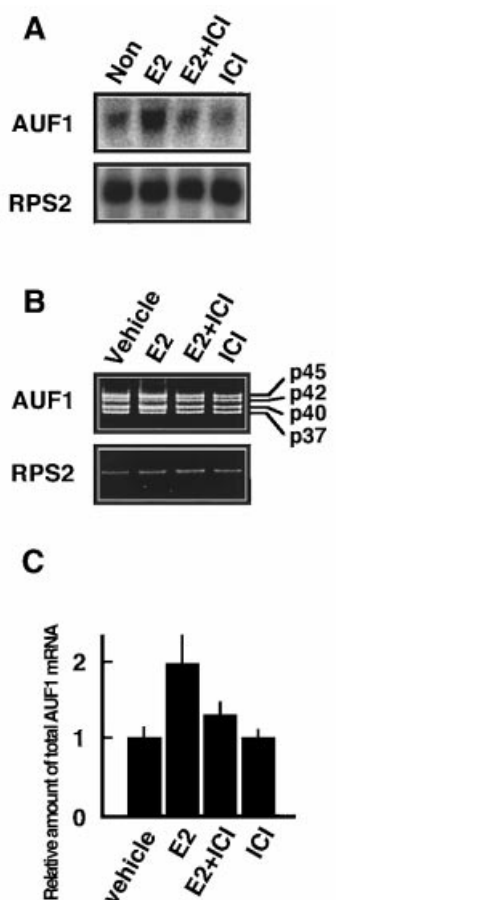 A
Non E2 E2+ICI ICI
AUF1
RPS2
B
Vehicle E2 E2+ICI ICI
AUF1
p45
p42
p40
p37
RPS2
C
Relative amount of total AUF1 mRNA
2
1
0
vehicle E2 E2+ICI ICI